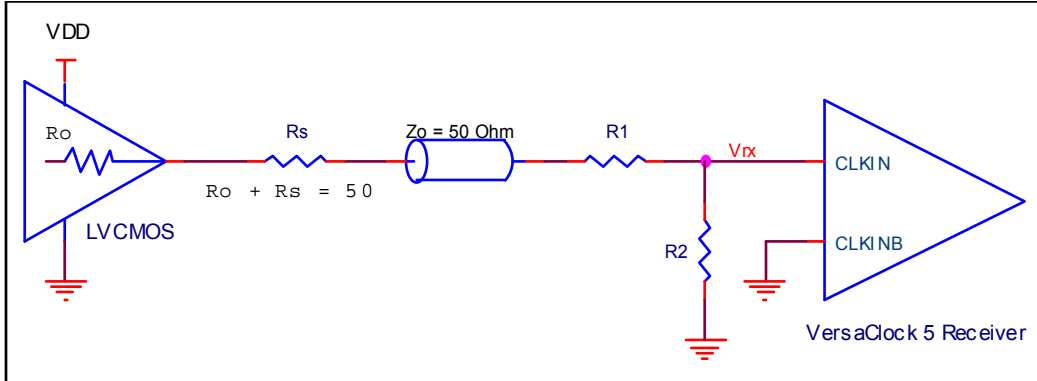 VDD
Ro
Rs
Zo = 50 Ohm
R1
Vrx
CLKIN
Ro + Rs = 50
LVCMOS
R2
CLKINB
VersaClock 5 Receiver